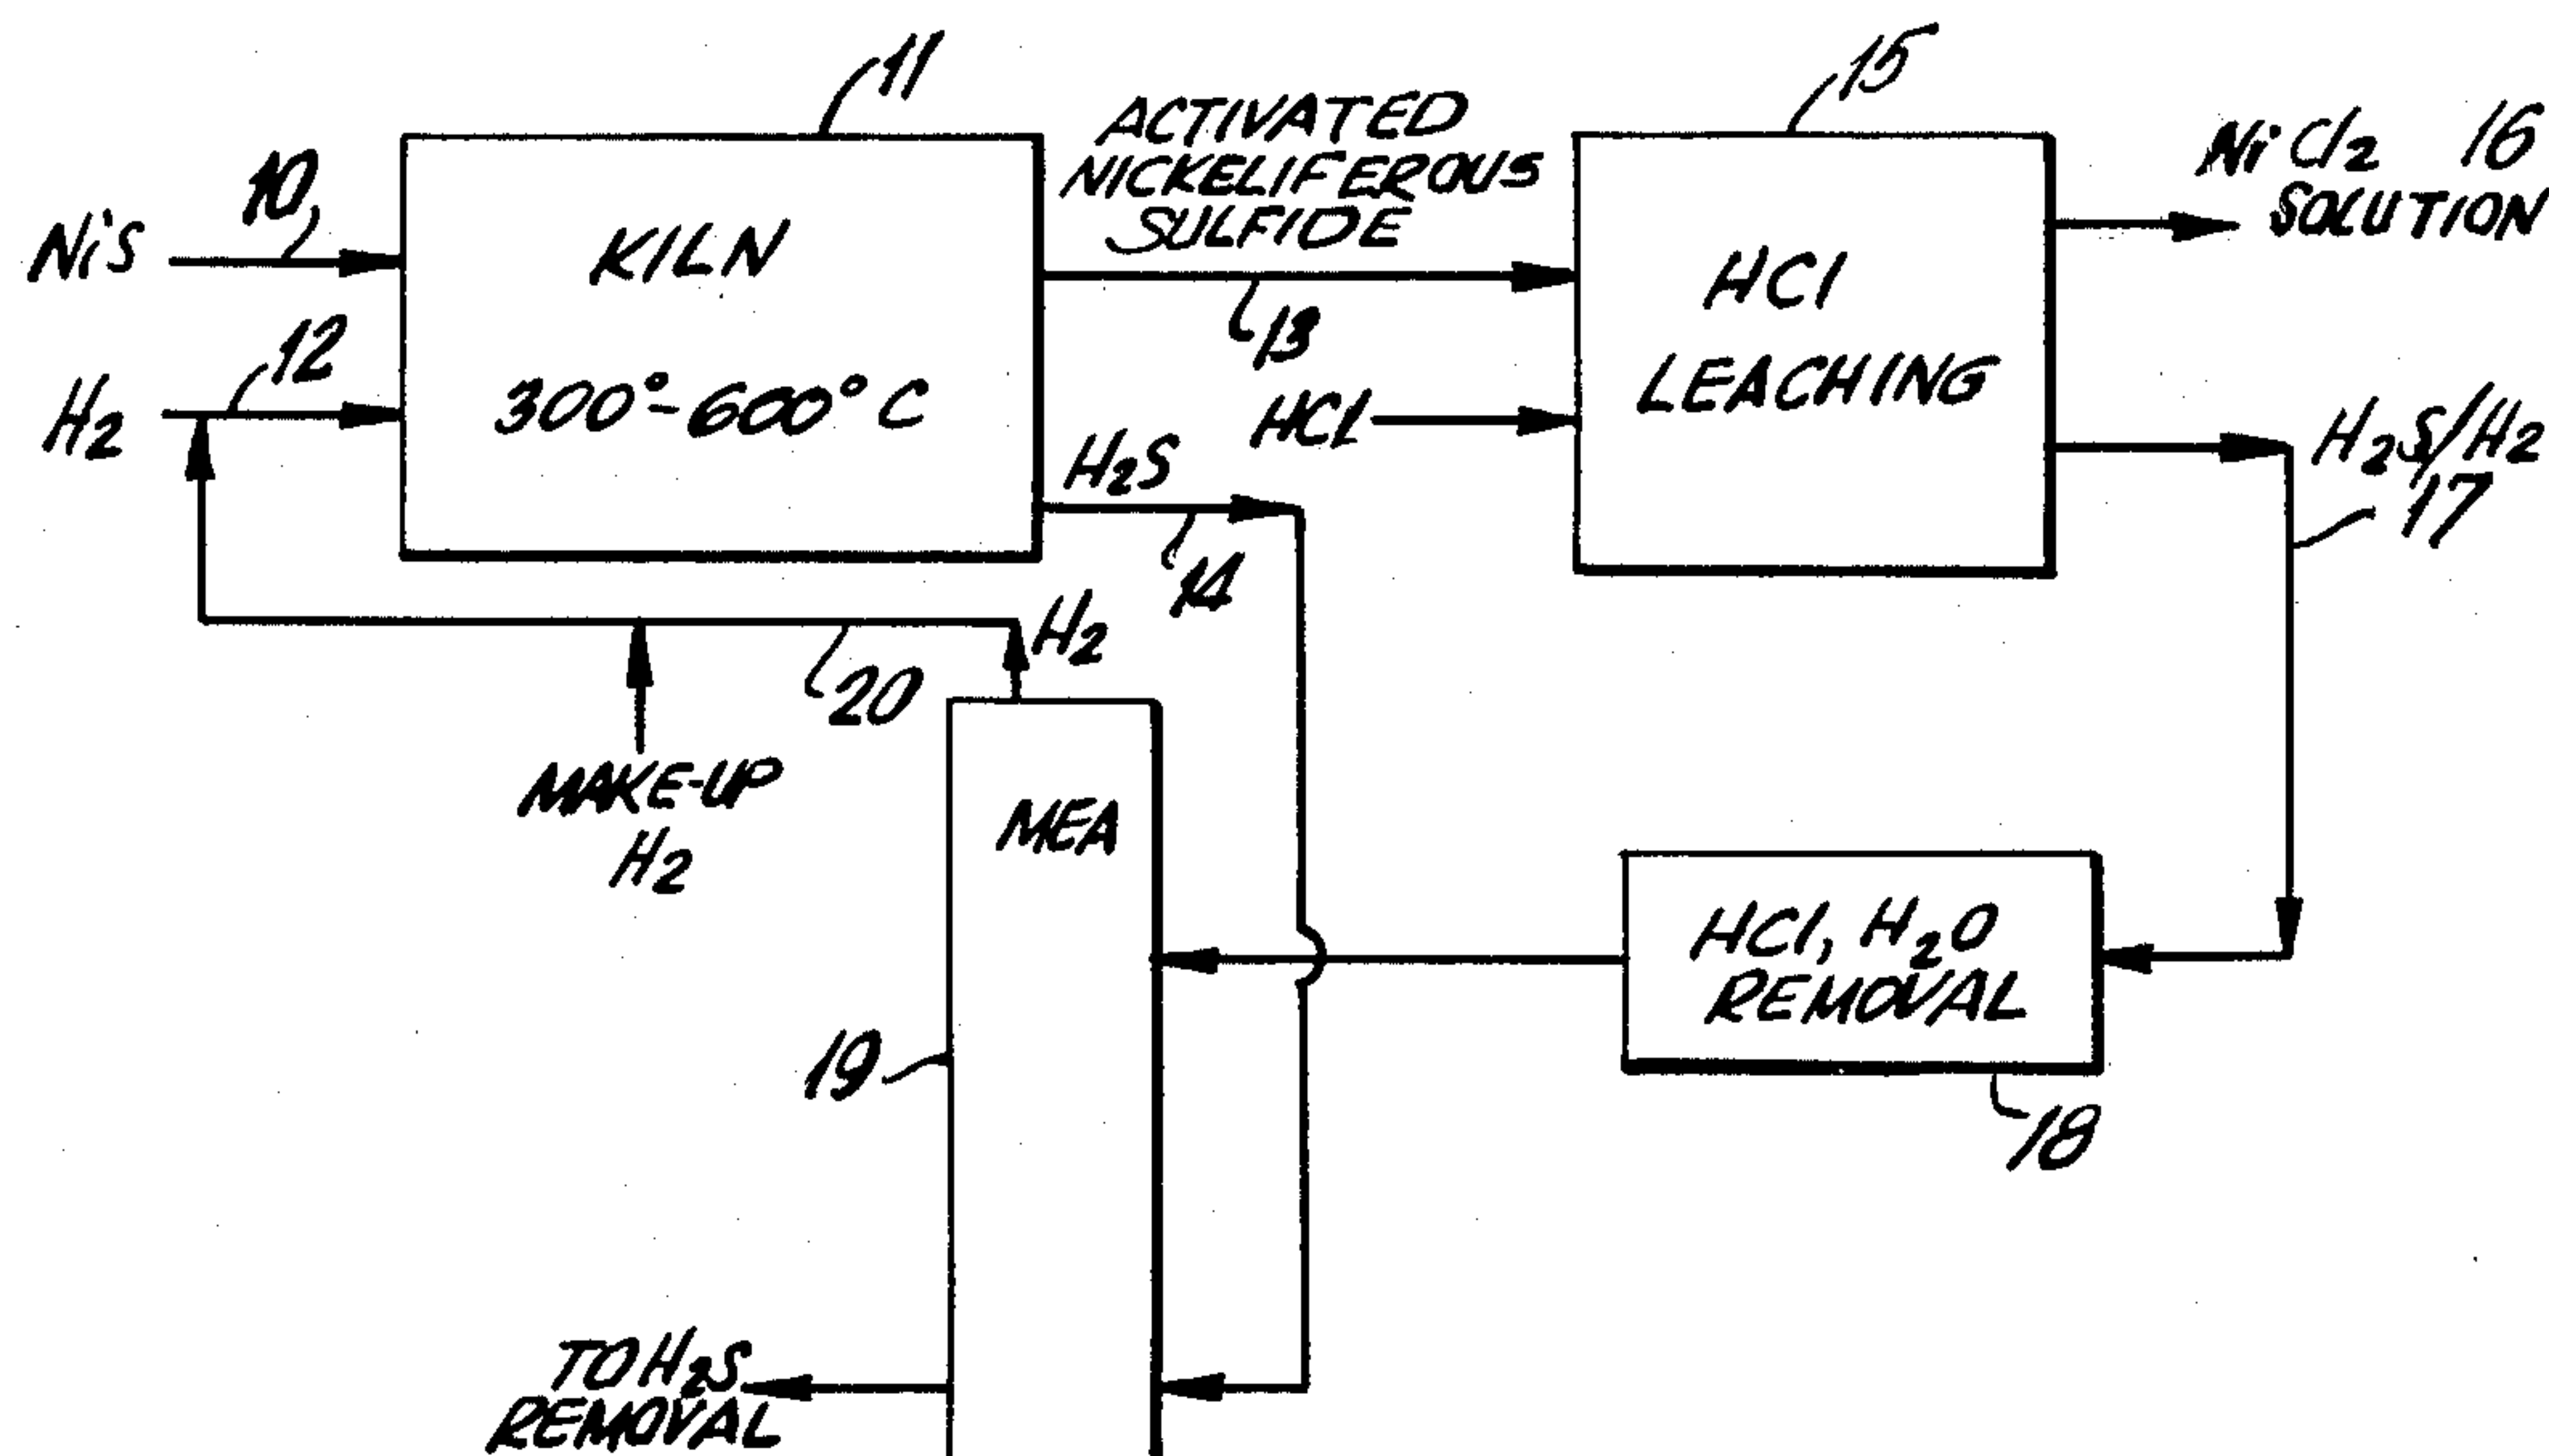 11
15
ACTIVATED
NICKELIFEROUS
SULFIDE
NiCl2 16
SOLUTION
10
NiS
KILN
HCl
LEACHING
13
12
H2
300°-600° C
HCl
H2S
H2S/H2
17
14
H2
20
MAKE-UP
H2
MEA
HCl, H2O
REMOVAL
19
18
TO H2S
REMOVAL